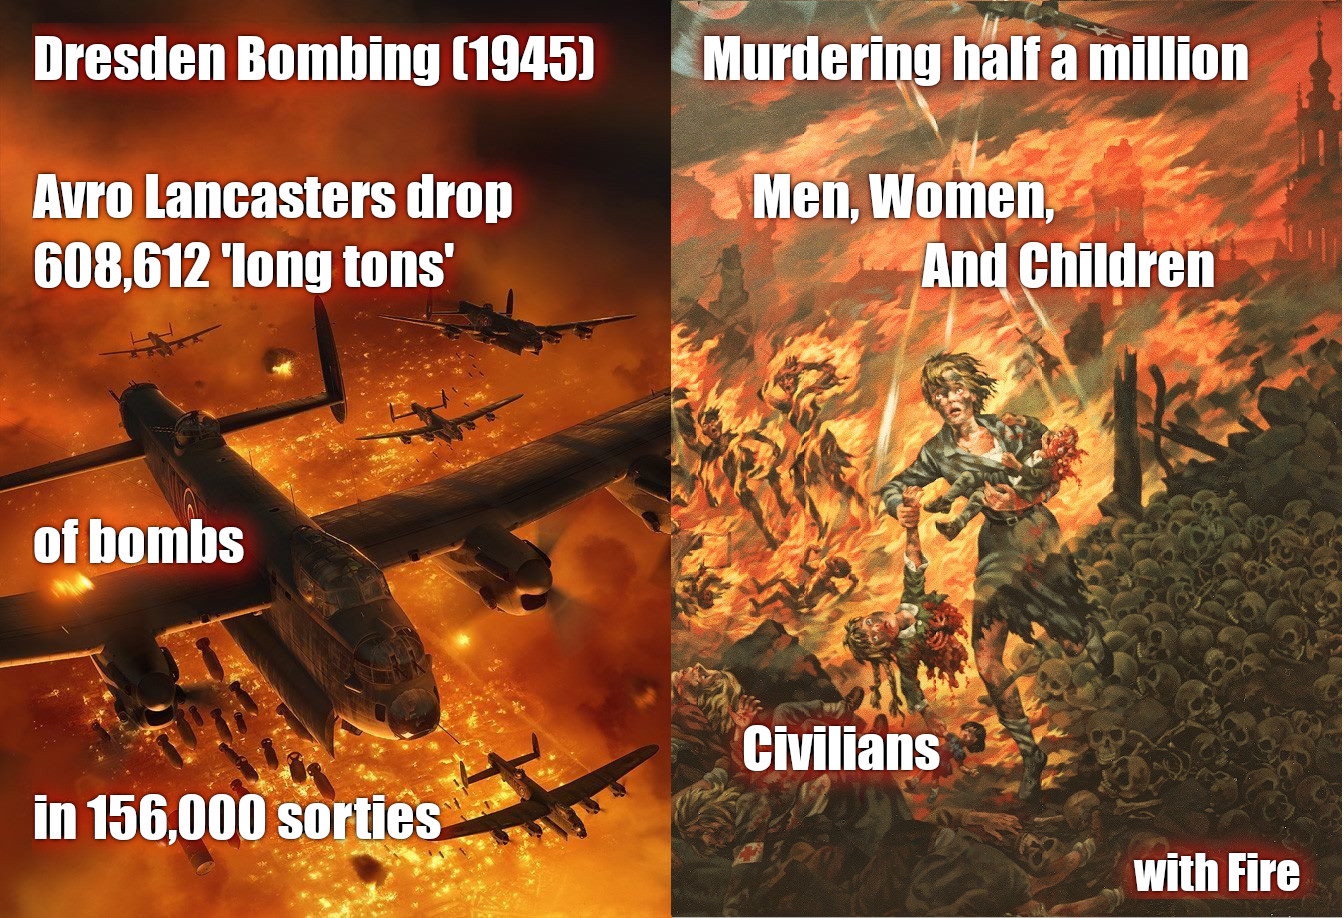 Dresden Bombing (1945)
Avro Lancasters drop
608,612 'long tons'
of bombs
in 156,000 sorties
Murdering half a million
Men, Women,
And Children
Civilians
with Fire